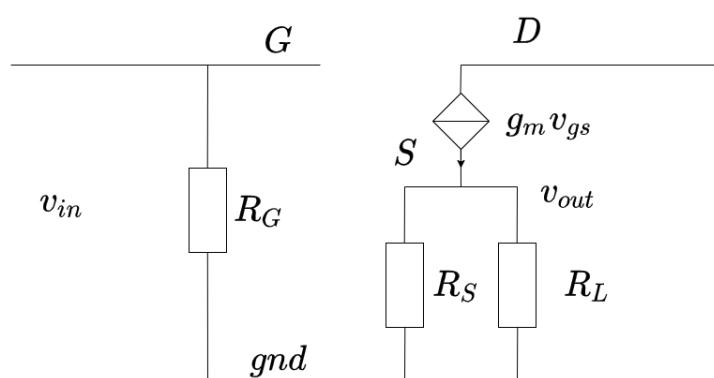 G
D
g_m v_gs
S
v_in
R_G
v_out
R_S
R_L
gnd